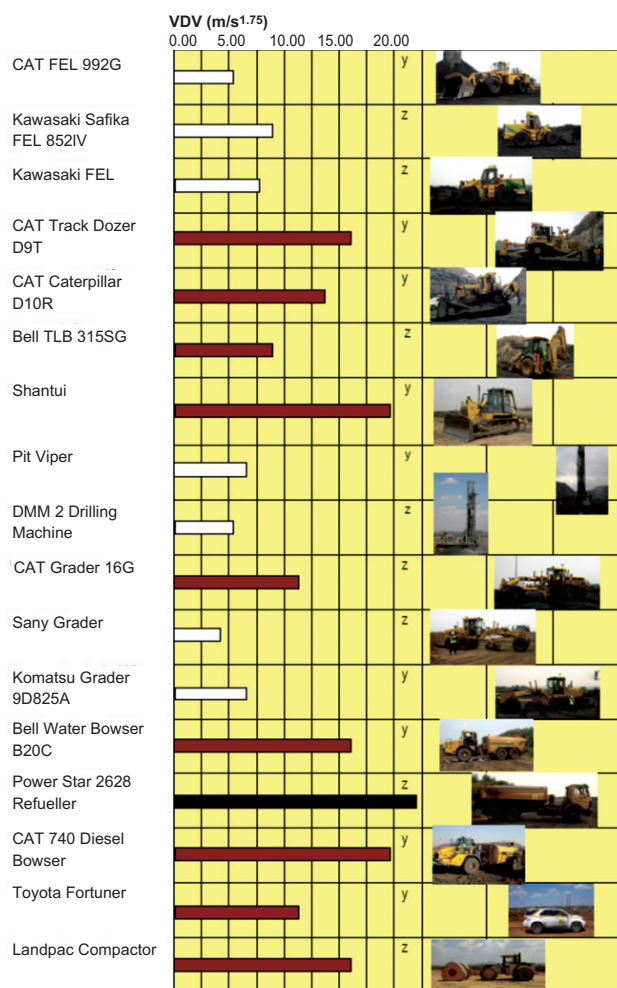 VDV (m/s1.75)
0.00 5.00 10.00 15.00 20.00
CAT FEL 992G
y
Kawasaki Safika
FEL 852IV
z
Kawasaki FEL
z
CAT Track Dozer
D9T
y
CAT Caterpillar
D10R
y
Bell TLB 315SG
z
Shantui
y
Pit Viper
y
DMM 2 Drilling
Machine
z
CAT Grader 16G
z
Sany Grader
z
Komatsu Grader
9D825A
y
Bell Water Bowser
B20C
y
Power Star 2628
Refueller
z
CAT 740 Diesel
Bowser
y
Toyota Fortuner
y
Landpac Compactor
z